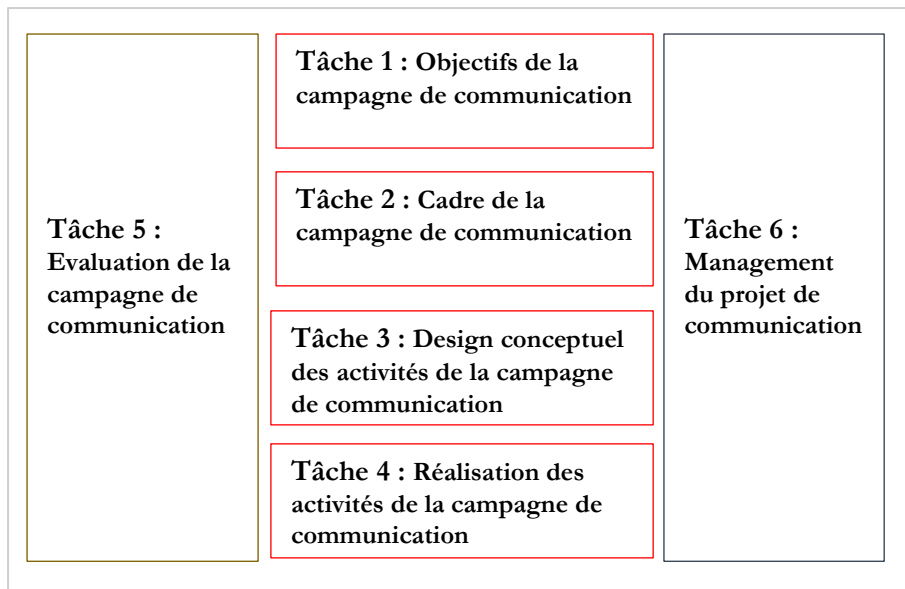 Tâche 1 : Objectifs de la
campagne de communication
Tâche 2 : Cadre de la
campagne de communication
Tâche 3 : Design conceptuel
des activités de la campagne
de communication
Tâche 4 : Réalisation des
activités de la campagne de
communication
Tâche 5 :
Evaluation de la
campagne de
communication
Tâche 6 :
Management
du projet de
communication